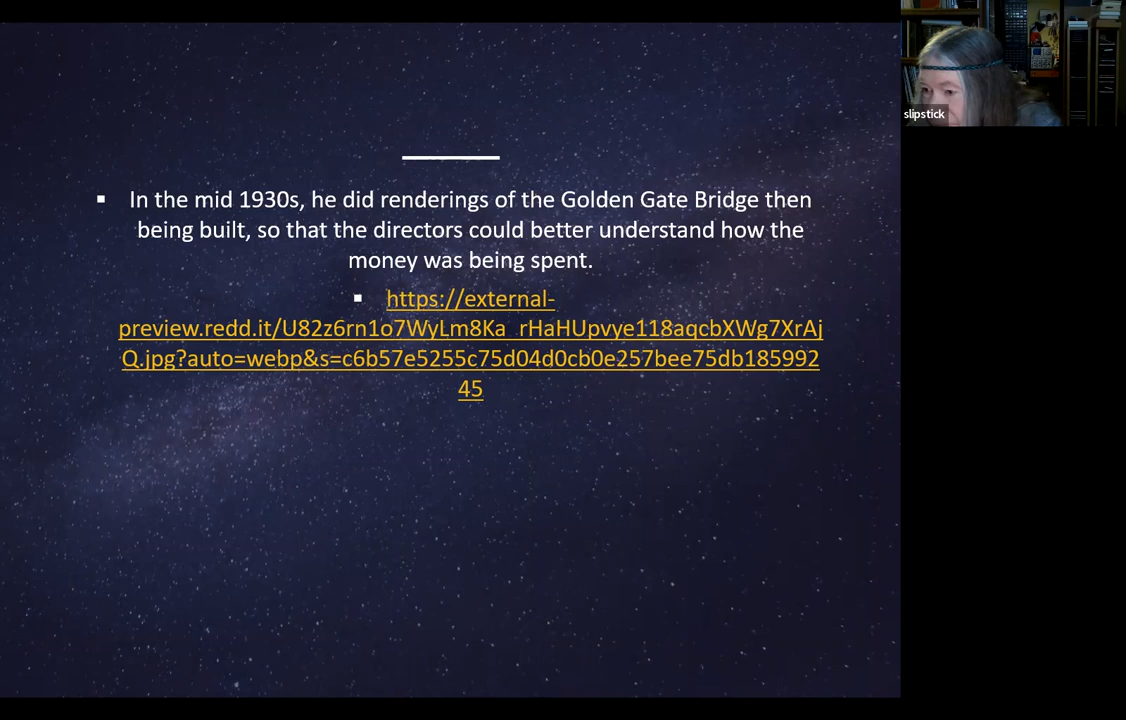 In the mid 1930s, he did renderings of the Golden Gate Bridge then
being built, so that the directors could better understand how the
money was being spent.
https://external-
preview.redd.it/U82z6rn1o7WyLm8Ka_rHaHUpvye118aqcbXWg7XrAj
Q.jpg?auto=webp&s=c6b57e5255c75d04d0cb0e257bee75db185992
45
slipstick